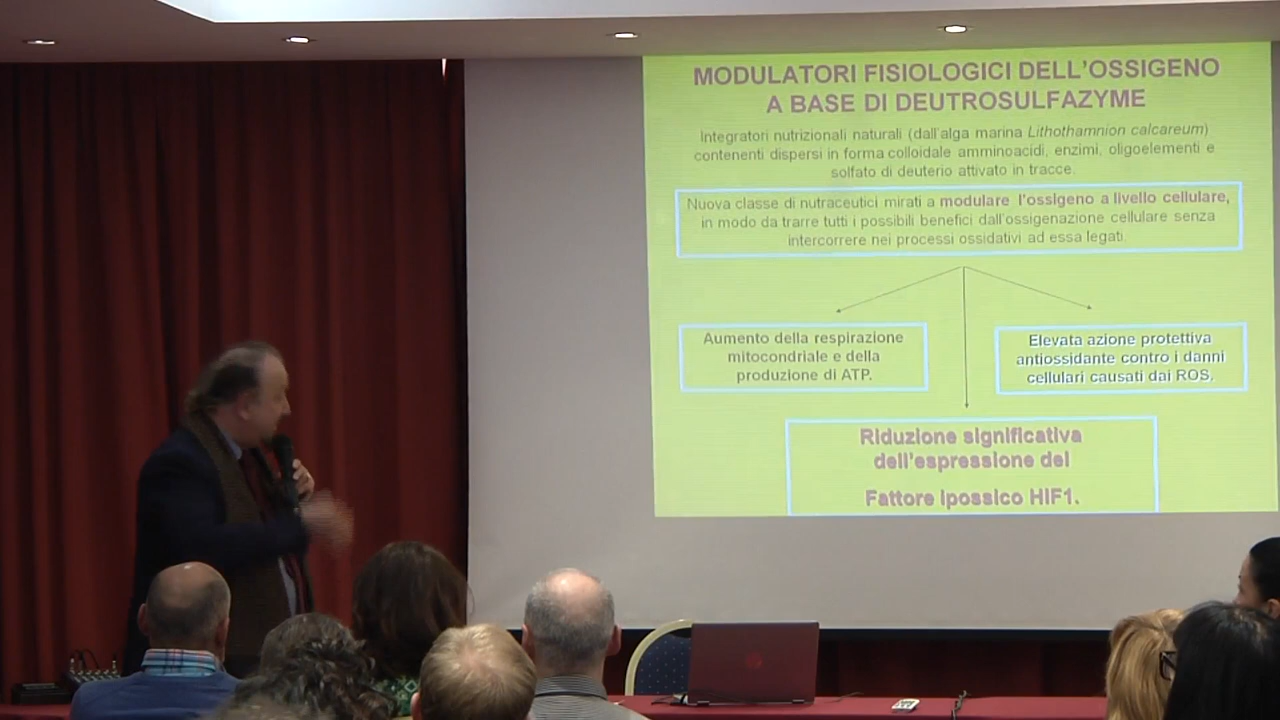 MODULATORI FISIOLOGICI DELL'OSSIGENO
A BASE DI DEUTROSULFAZYME
Integratori nutrizionali naturali (dall'alga marina Lithothamnion calcareum)
contenenti dispersi in forma colloidale amminoacidi, enzimi, oligoelementi e
solfato di deuterio attivato in tracce.
Nuova classe di nutraceutici mirati a modulare l'ossigeno a livello cellulare,
in modo da trarre tutti i possibili benefici dall'ossigenazione cellulare senza
intercorrere nei processi ossidativi ad essa legati.
Aumento della respirazione
mitocondriale e della
produzione di ATP.
Elevata azione protettiva
antiossidante contro i danni
cellulari causati dai ROS.
Riduzione significativa
dell'espressione del
Fattore Ipossico HIF1.